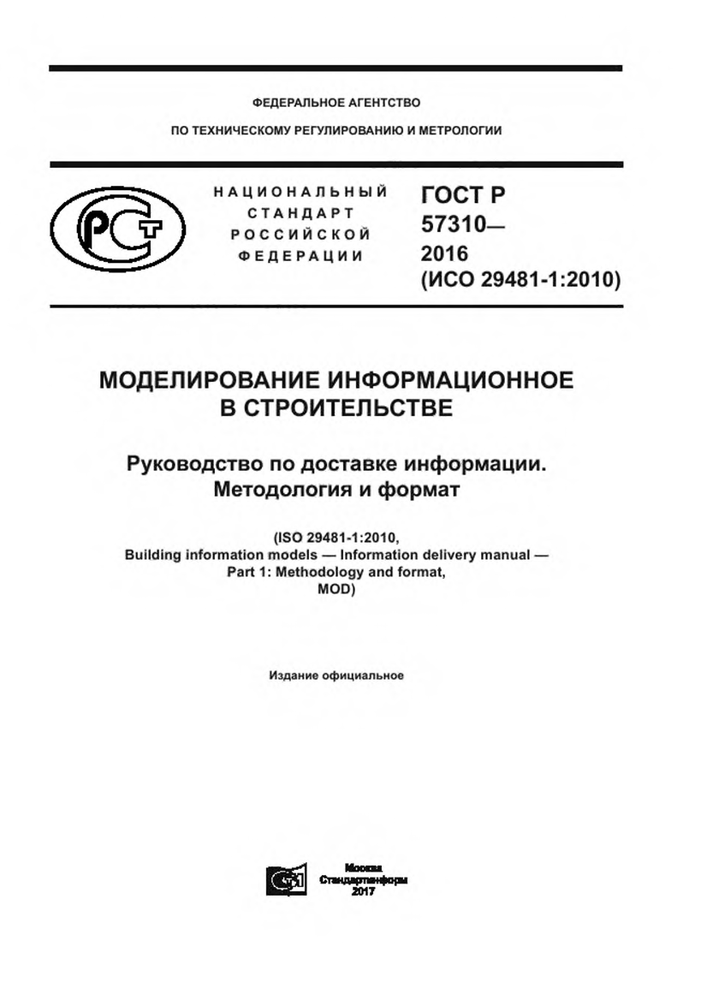 ФЕДЕРАЛЬНОЕ АГЕНТСТВО
ПО ТЕХНИЧЕСКОМУ РЕГУЛИРОВАНИЮ И МЕТРОЛОГИИ
НАЦИОНАЛЬНЫЙ
СТАНДАРТ
РОССИЙСКОЙ
ФЕДЕРАЦИИ
ГОСТ Р
57310—
2016
(ИСО 29481-1:2010)
МОДЕЛИРОВАНИЕ ИНФОРМАЦИОННОЕ
В СТРОИТЕЛЬСТВЕ
Руководство по доставке информации.
Методология и формат
(ISO 29481-1:2010,
Building information models — Information delivery manual —
Part 1: Methodology and format,
MOD)
Издание официальное
Москва
Стандартинформ
2017